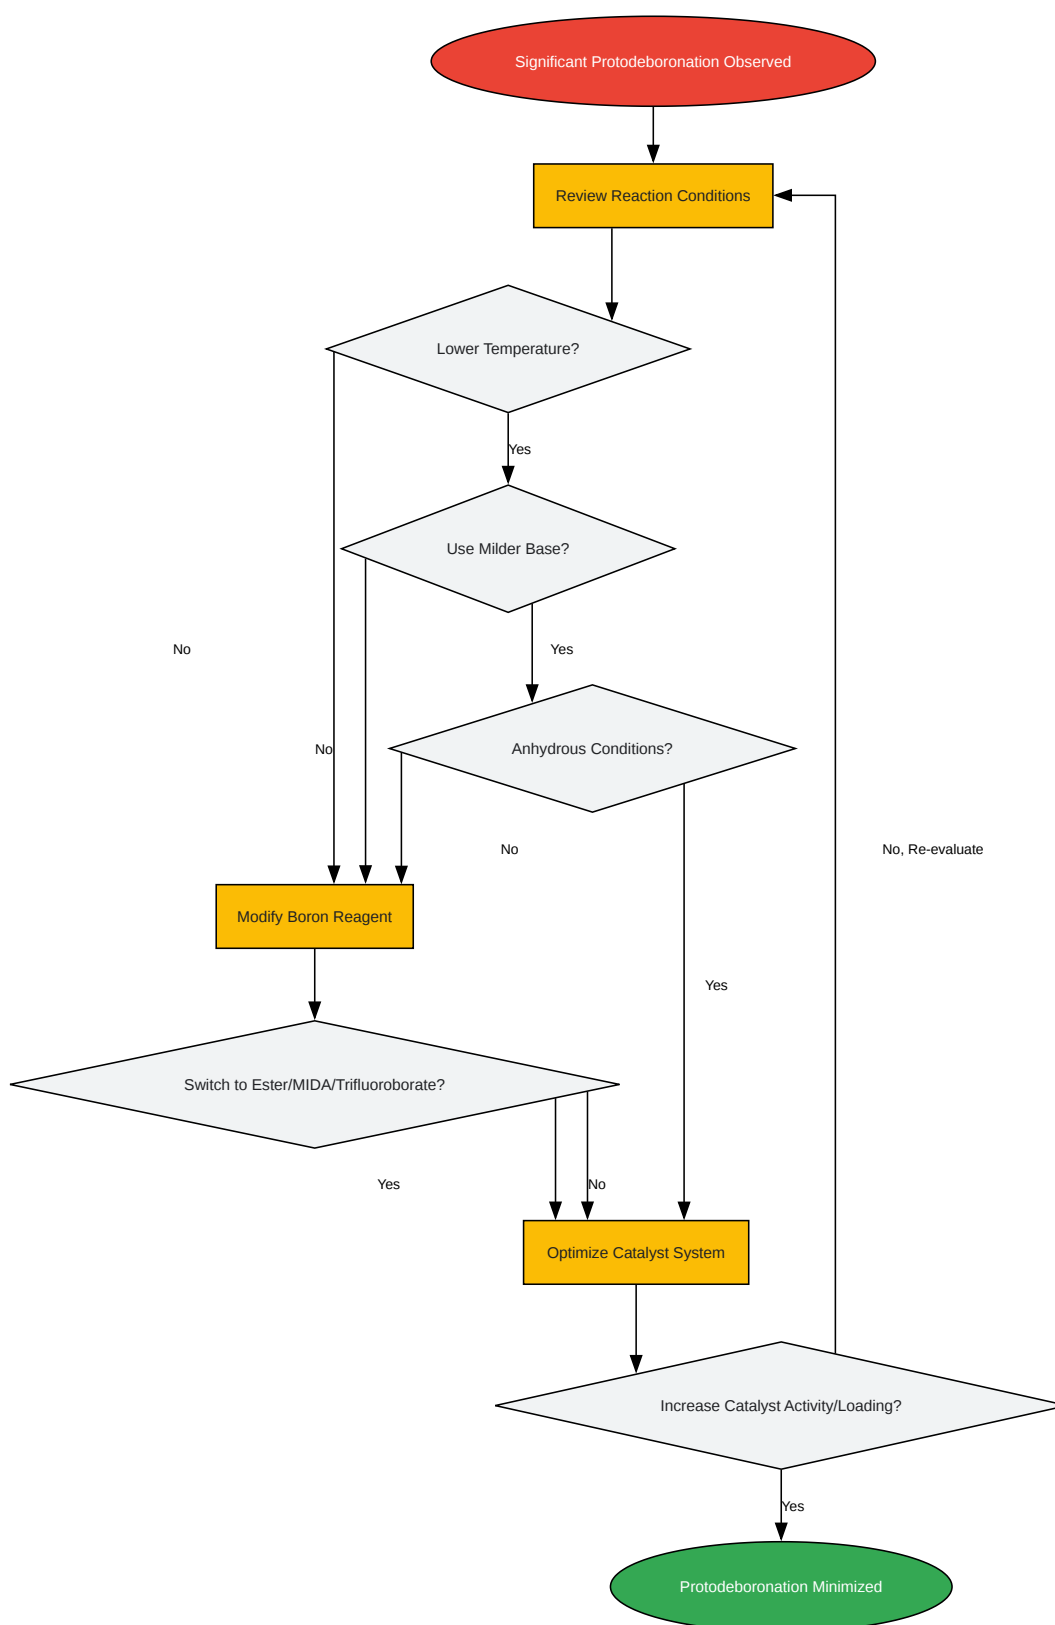 Significant Protodeboronation Observed
Review Reaction Conditions
Lower Temperature?
Yes
Use Milder Base?
No
Yes
No
Anhydrous Conditions?
No
No, Re-evaluate
Modify Boron Reagent
Yes
Switch to Ester/MIDA/Trifluoroborate?
Yes
No
Optimize Catalyst System
Increase Catalyst Activity/Loading?
Yes
Protodeboronation Minimized